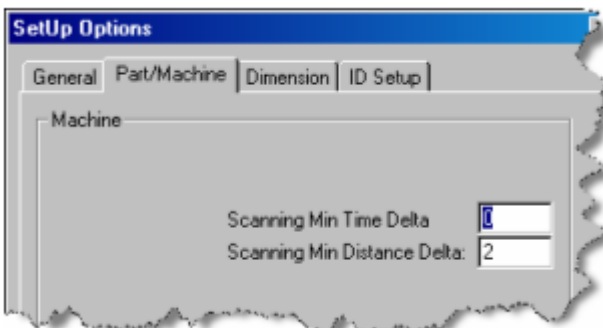 SetUp Options
General Part/Machine Dimension ID Setup
Machine
Scanning Min Time Delta 0
Scanning Min Distance Delta: 2